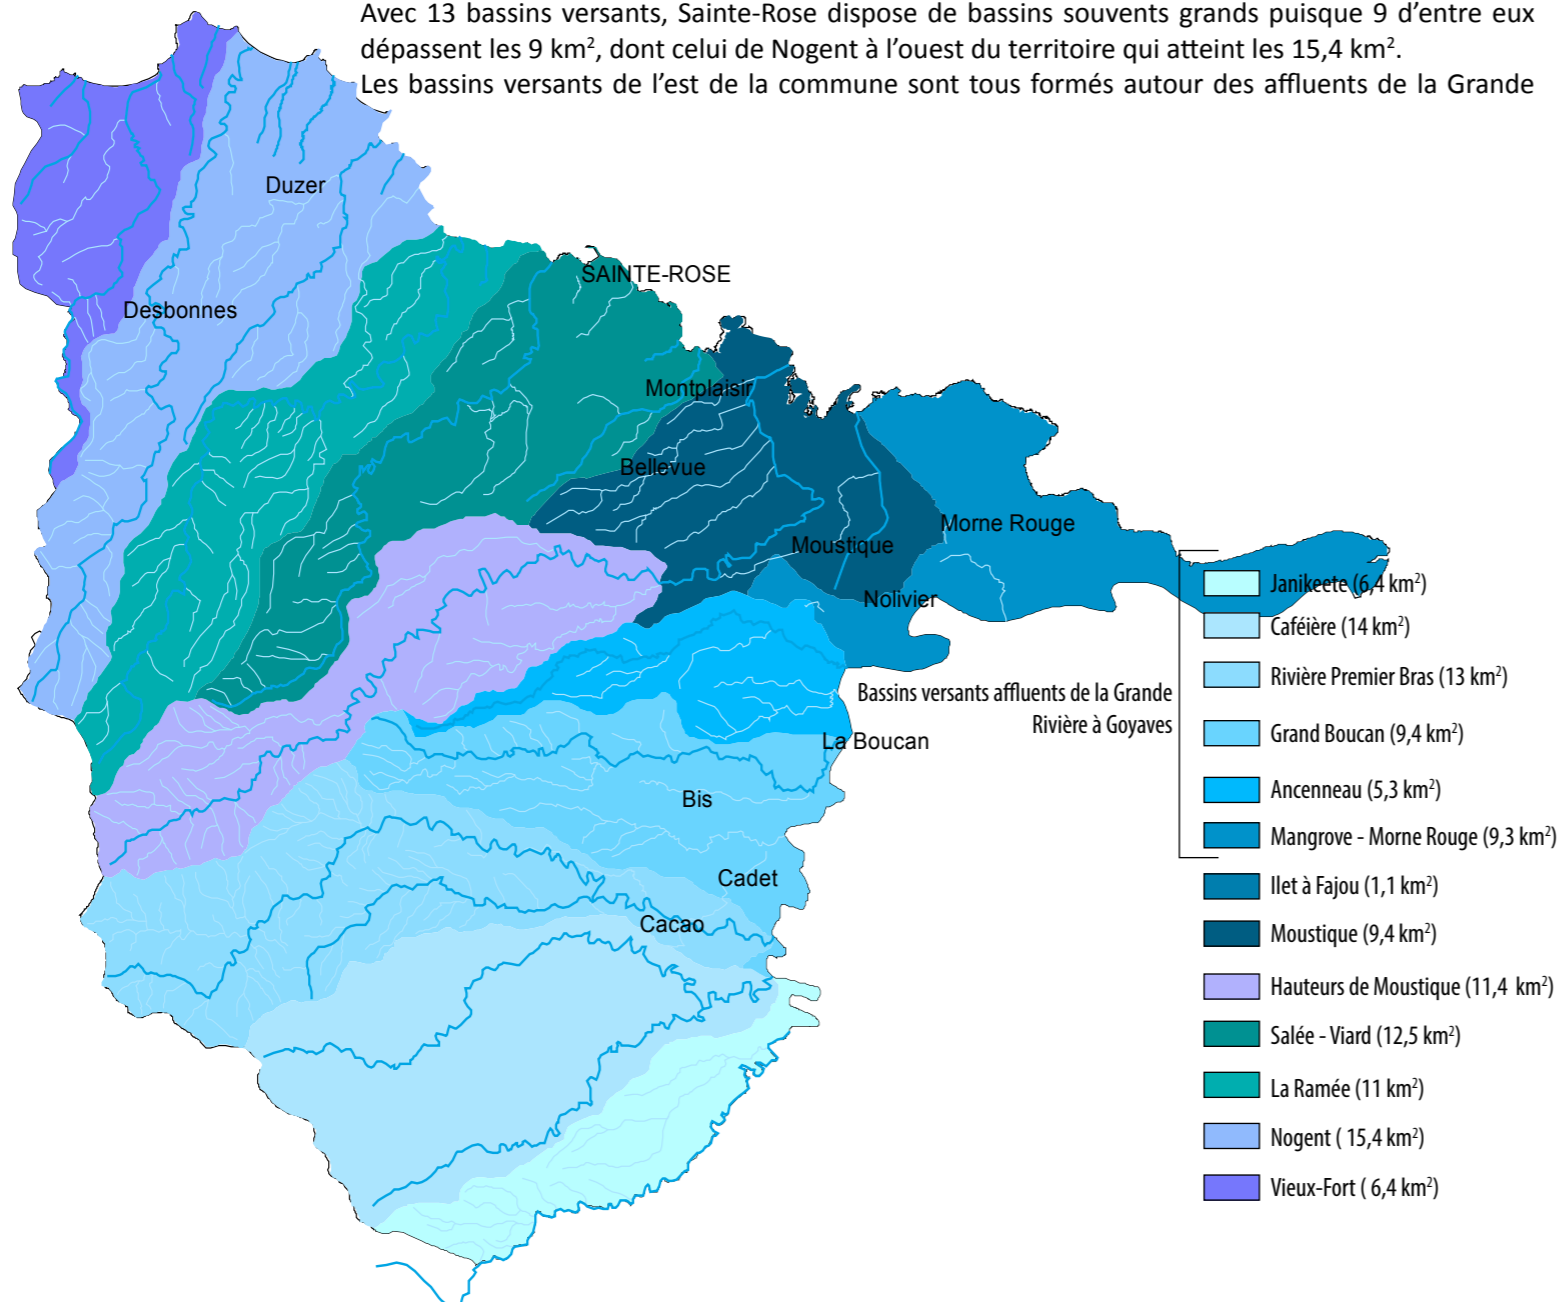 Avec 13 bassins versants, Sainte-Rose dispose de bassins souvents grands puisque 9 d’entre eux
dépassent les 9 km², dont celui de Nogent à l’ouest du territoire qui atteint les 15,4 km².
Les bassins versants de l’est de la commune sont tous formés autour des affluents de la Grande
Duzer
SAINTE-ROSE
Desbonnes
Montplaisir
Bellevue
Morne Rouge
Moustique
Nolivier
La Boucan
Bis
Cadet
Cacao
Bassins versants affluents de la Grande
Rivière à Goyaves
Janikeete (6,4 km²)
Caféière (14 km²)
Rivière Premier Bras (13 km²)
Grand Boucan (9,4 km²)
Ancenneau (5,3 km²)
Mangrove - Morne Rouge (9,3 km²)
Ilet à Fajou (1,1 km²)
Moustique (9,4 km²)
Hauteurs de Moustique (11,4 km²)
Salée - Viard (12,5 km²)
La Ramée (11 km²)
Nogent ( 15,4 km²)
Vieux-Fort ( 6,4 km²)